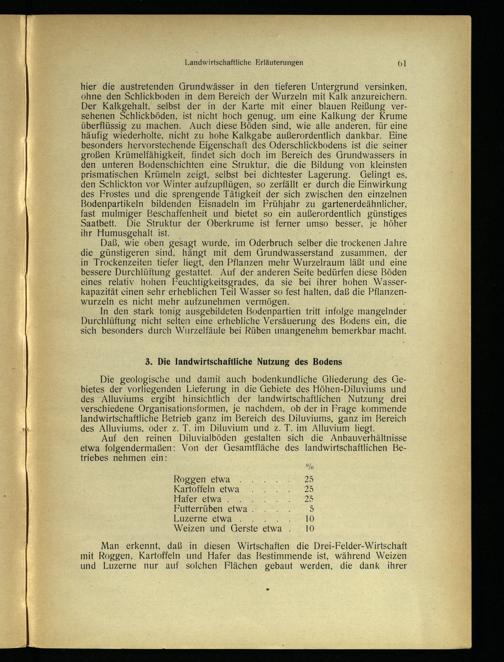 Landwirtschaftliche Erläuterungen 61
hier die austretenden Grundwässer in den tieferen Untergrund versinken,
ohne den Schlickboden in dem Bereich der Wurzeln mit Kalk anzureichern.
Der Kalkgehalt, selbst der in der Karte mit einer blauen Reißung ver-
sehenen Schlickböden, ist nicht hoch genug, um eine Kalkung der Krume
überflüssig zu machen. Auch diese Böden sind, wie alle anderen, für eine
häufig wiederholte, nicht zu hohe Kalkgabe außerordentlich dankbar. Eine
besonders hervorstechende Eigenschaft des Oderschlickbodens ist die seiner
großen Krümelfähigkeit, findet sich doch im Bereich des Grundwassers in
den unteren Bodenschichten eine Struktur, die die Bildung von kleinsten
prismatischen Krümeln zeigt, selbst bei dichtester Lagerung. Gelingt es,
den Schlickton vor Winter aufzupflügen, so zerfällt er durch die Einwirkung
des Frostes und die sprengende Tätigkeit der sich zwischen den einzelnen
Bodenpartikeln bildenden Eisnadeln im Frühjahr zu gartenerdeähnlicher,
fast mulmiger Beschaffenheit und bietet so ein außerordentlich günstiges
Saatbett. Die Struktur der Oberkrume ist ferner umso besser, je höher
ihr Humusgehalt ist.
Daß, wie oben gesagt wurde, im Oderbruch selber die trockenen Jahre
die günstigeren sind, hängt mit dem Grundwasserstand zusammen, der
in Trockenzeiten tiefer liegt, den Pflanzen mehr Wurzelraum läßt und eine
bessere Durchlüftung gestattet. Auf der anderen Seite bedürfen diese Böden
eines relativ hohen Feuchtigkeitsgrades, da sie bei ihrer hohen Wasser-
kapazität einen sehr erheblichen Teil Wasser so fest halten, daß die Pflanzen-
wurzeln es nicht mehr aufzunehmen vermögen.
In den stark tonig ausgebildeten Bodenpartien tritt infolge mangelnder
Durchlüftung nicht selten eine erhebliche Versäuerung des Bodens ein, die
sich besonders durch Wurzelfäule bei Rüben unangenehm bemerkbar macht.
3. Die landwirtschaftliche Nutzung des Bodens
Die geologische und damit auch bodenkundliche Gliederung des Ge-
bietes der vorliegenden Lieferung in die Gebiete des Höhen-Diluviums und
des Alluviums ergibt hinsichtlich der landwirtschaftlichen Nutzung drei
verschiedene Organisationsformen, je nachdem, ob der in Frage kommende
landwirtschaftliche Betrieb ganz im Bereich des Diluviums, ganz im Bereich
des Alluviums, oder z. T. im Diluvium und z. T. im Alluvium liegt.
Auf den reinen Diluvialböden gestalten sich die Anbauverhältnisse
etwa folgendermaßen: Von der Gesamtfläche des landwirtschaftlichen Be-
triebes nehmen ein:
%
Roggen etwa . . . . . 25
Kartoffeln etwa . . . . 25
Hafer etwa . . . . . 25
Futterrüben etwa . . . . 5
Luzerne etwa . . . . . 10
Weizen und Gerste etwa . 10
Man erkennt, daß in diesen Wirtschaften die Drei-Felder-Wirtschaft
mit Roggen, Kartoffeln und Hafer das Bestimmende ist, während Weizen
und Luzerne nur auf solchen Flächen gebaut werden, die dank ihrer